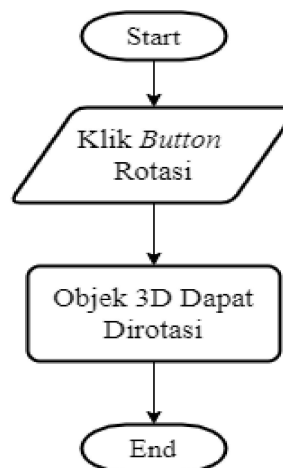 Start
Klik Button
Rotasi
Objek 3D Dapat
Dirotasi
End